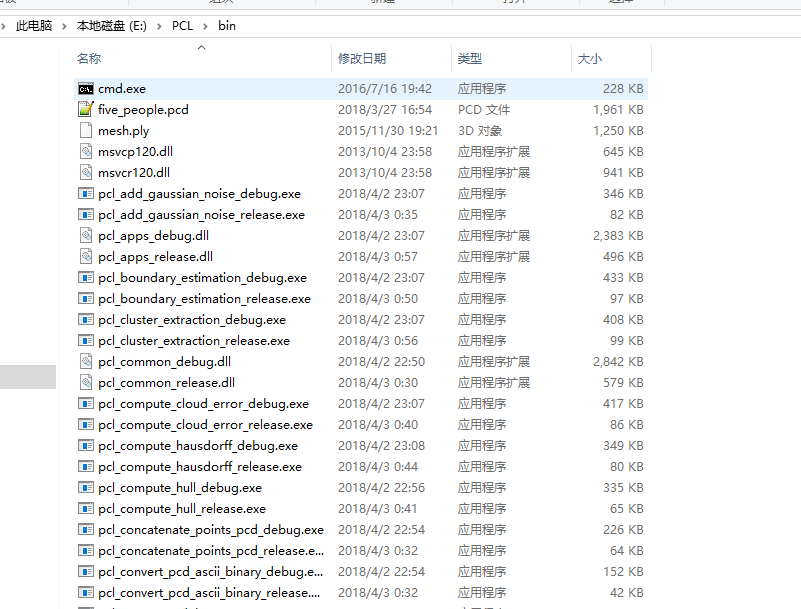 此电脑 > 本地磁盘 (E:) > PCL > bin
名称 修改日期 类型 大小
cmd.exe 2016/7/16 19:42 应用程序 228 KB
five_people.pcd 2018/3/27 16:54 PCD 文件 1,961 KB
mesh.ply 2015/11/30 19:21 3D 对象 1,250 KB
msvcp120.dll 2013/10/4 23:58 应用程序扩展 645 KB
msvcr120.dll 2013/10/4 23:58 应用程序扩展 941 KB
pcl_add_gaussian_noise_debug.exe 2018/4/2 23:07 应用程序 346 KB
pcl_add_gaussian_noise_release.exe 2018/4/3 0:35 应用程序 82 KB
pcl_apps_debug.dll 2018/4/2 23:07 应用程序扩展 2,383 KB
pcl_apps_release.dll 2018/4/3 0:57 应用程序扩展 496 KB
pcl_boundary_estimation_debug.exe 2018/4/2 23:07 应用程序 433 KB
pcl_boundary_estimation_release.exe 2018/4/3 0:50 应用程序 97 KB
pcl_cluster_extraction_debug.exe 2018/4/2 23:07 应用程序 408 KB
pcl_cluster_extraction_release.exe 2018/4/3 0:56 应用程序 99 KB
pcl_common_debug.dll 2018/4/2 22:50 应用程序扩展 2,842 KB
pcl_common_release.dll 2018/4/3 0:30 应用程序扩展 579 KB
pcl_compute_cloud_error_debug.exe 2018/4/2 23:07 应用程序 417 KB
pcl_compute_cloud_error_release.exe 2018/4/3 0:40 应用程序 86 KB
pcl_compute_hausdorff_debug.exe 2018/4/2 23:08 应用程序 349 KB
pcl_compute_hausdorff_release.exe 2018/4/3 0:44 应用程序 80 KB
pcl_compute_hull_debug.exe 2018/4/2 22:56 应用程序 335 KB
pcl_compute_hull_release.exe 2018/4/3 0:41 应用程序 65 KB
pcl_concatenate_points_pcd_debug.exe 2018/4/2 22:54 应用程序 226 KB
pcl_concatenate_points_pcd_release.e... 2018/4/3 0:32 应用程序 64 KB
pcl_convert_pcd_ascii_binary_debug.e... 2018/4/2 22:54 应用程序 152 KB
pcl_convert_pcd_ascii_binary_release.... 2018/4/3 0:32 应用程序 42 KB